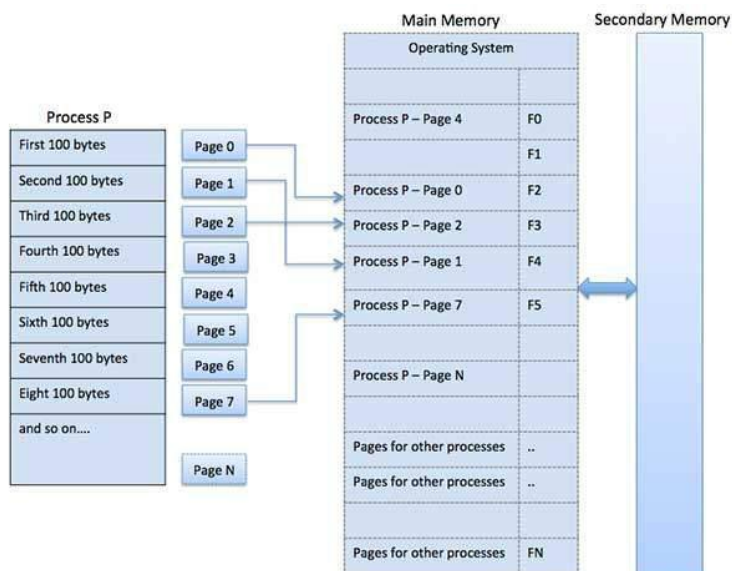 Main Memory
Secondary Memory
Operating System
Process P
First 100 bytes
Second 100 bytes
Third 100 bytes
Fourth 100 bytes
Fifth 100 bytes
Sixth 100 bytes
Seventh 100 bytes
Eight 100 bytes
and so on....
Page 0
Page 1
Page 2
Page 3
Page 4
Page 5
Page 6
Page 7
Page N
Process P – Page 4 F0
F1
Process P – Page 0 F2
Process P – Page 2 F3
Process P – Page 1 F4
Process P – Page 7 F5
Process P – Page N
Pages for other processes ..
Pages for other processes ..
Pages for other processes FN